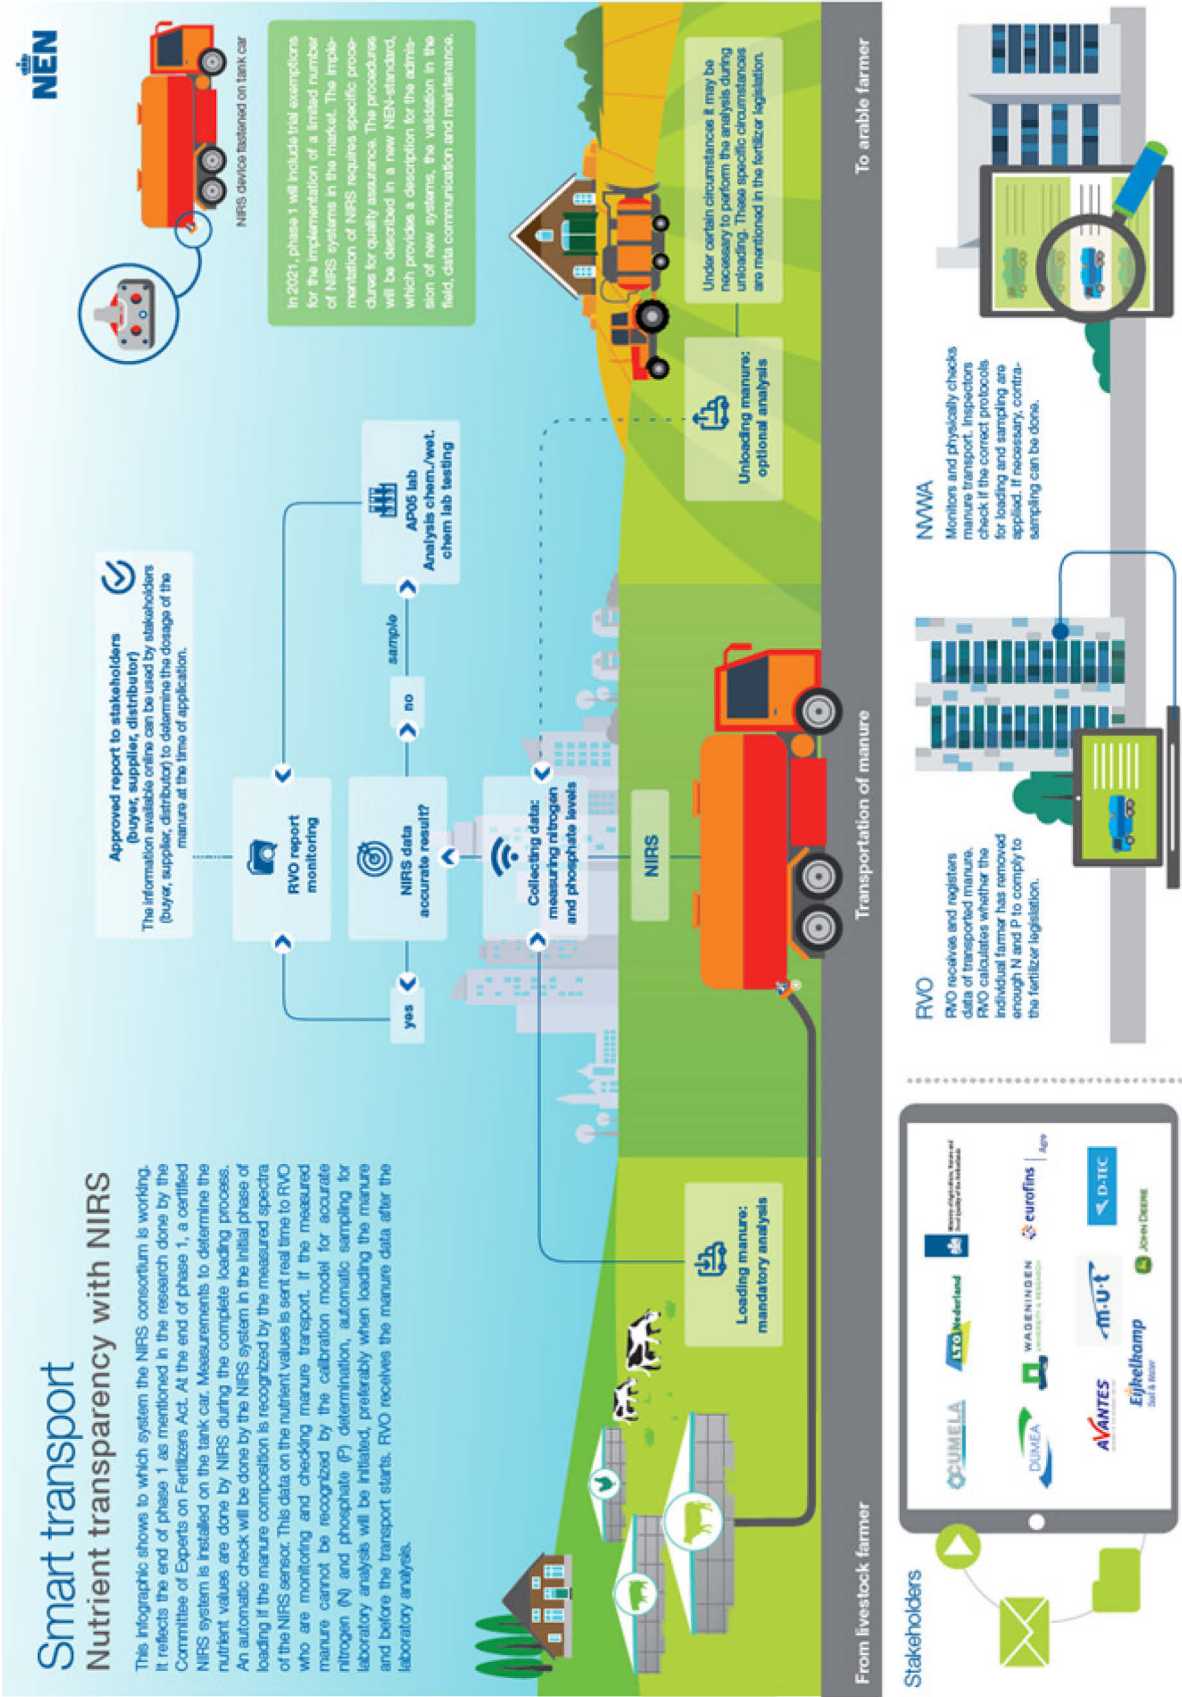 Smart transport
Nutrient transparency with NIRS
This infographic shows to which system the NIRS consortium is working.
It reflects the end of phase 1 as mentioned in the research done by the
Committee of Experts on Fertilizers Act. At the end of phase 1, a certified
NIRS system is installed on the tank car. Measurements to determine the
nutrient values are done by NIRS during the complete loading process.
An automatic check will be done by the NIRS system in the initial phase of
loading if the manure composition is recognized by the measured spectra
of the NIRS sensor. This data on the nutrient values is sent real time to RVO
who are monitoring and checking manure transport. If the measured
manure cannot be recognized by the calibration model for accurate
nitrogen (N) and phosphate (P) determination, automatic sampling for
laboratory analysis will be initiated, preferably when loading the manure
and before the transport starts. RVO receives the manure data after the
laboratory analysis.
Approved report to stakeholders
(buyer, supplier, distributor)
The information available online can be used by stakeholders
(buyer, supplier, distributor) to determine the dosage of the
manure at the time of application.
RVO report
monitoring
NIRS data
accurate result?
yes
no
sample
AP05 lab
Analysis chem./wet.
chem lab testing
Collecting data:
measuring nitrogen
and phosphate levels
NIRS
NEN
NIRS device fastened on tank car
In 2021, phase 1 will include trial exemptions
for the implementation of a limited number
of NIRS systems in the market. The imple-
mentation of NIRS requires specific proce-
dures for quality assurance. The procedures
will be described in a new NEN-standard,
which provides a description for the admis-
sion of new systems, the validation in the
field, data communication and maintenance.
Loading manure:
mandatory analysis
Unloading manure:
optional analysis
Under certain circumstances it may be
necessary to perform the analysis during
unloading. These specific circumstances
are mentioned in the fertilizer legislation.
From livestock farmer
Transportation of manure
To arable farmer
Stakeholders
CUMELA
LTO Nederland
DUMEA
WAGENINGEN
UNIVERSITY & RESEARCH
eurofins
Agro
AVANTES
m·u·t
D-TEC
Eijkelkamp
Soil & Water
JOHN DEERE
RVO
RVO receives and registers
data of transported manure.
RVO calculates whether the
individual farmer has removed
enough N and P to comply to
the fertilizer legislation.
NVWA
Monitors and physically checks
manure transport. Inspectors
check if the correct protocols
for loading and sampling are
applied. If necessary, contra-
sampling can be done.